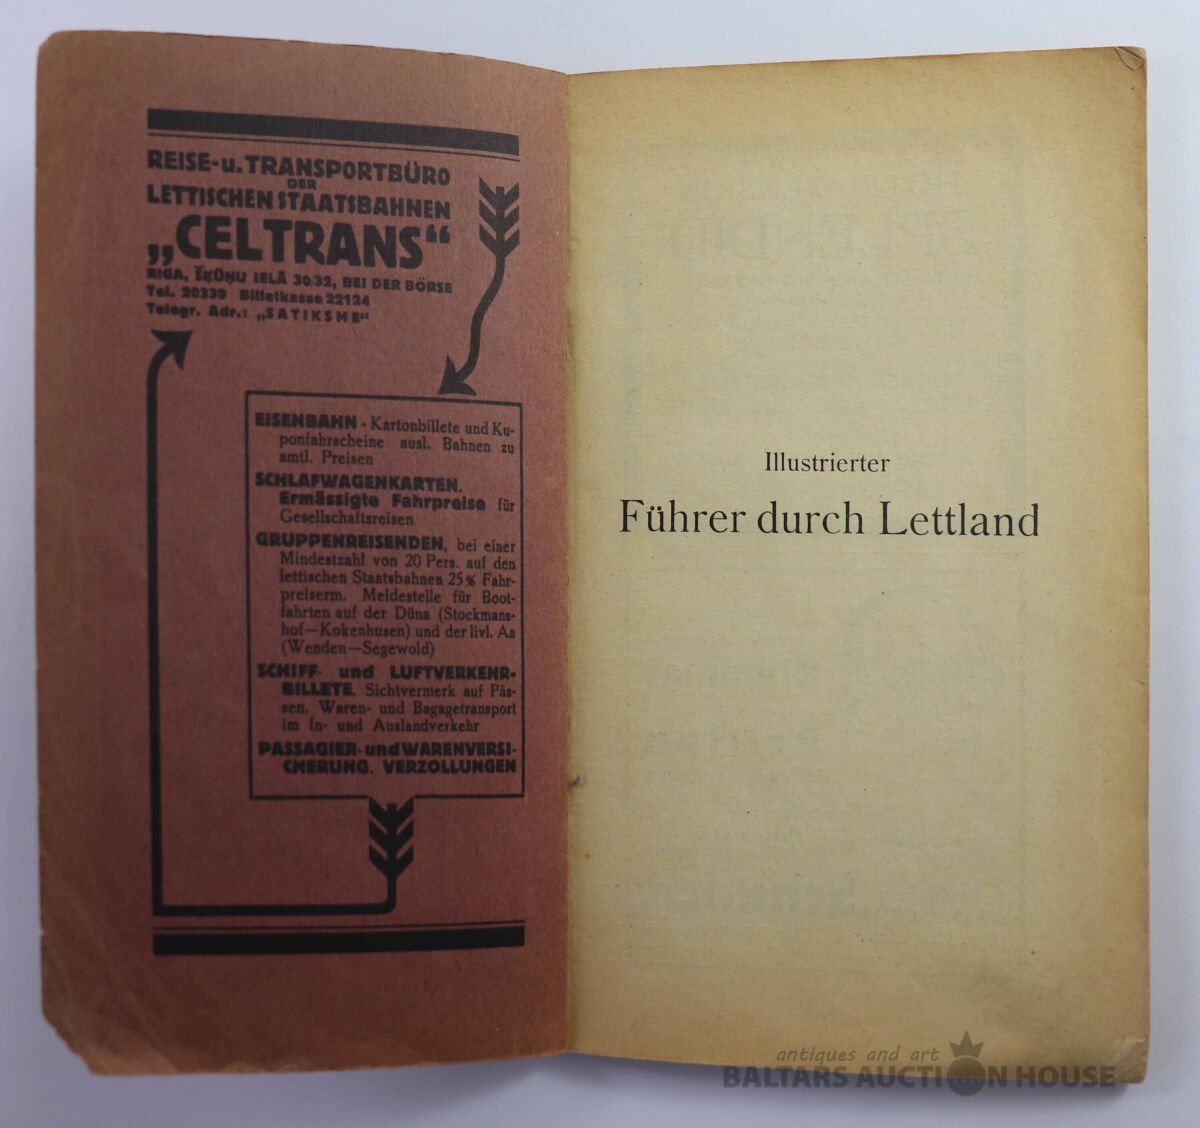 REISE-u. TRANSPORTBÜRO
DER
LETTISCHEN STAATSBAHNEN
„CELTRANS“
RIGA, ŠĶŪŅU IELĀ 30/32, BEI DER BÖRSE
Tel. 20339 Billetkasse 22124
Telegr. Adr.: „SATIKSME“
EISENBAHN - Kartonbillete und Ku-
ponfahrscheine ausl. Bahnen zu
amtl. Preisen
SCHLAFWAGENKARTEN.
Ermässigte Fahrpreise für
Gesellschaftsreisen
GRUPPENREISENDEN, bei einer
Mindestzahl von 20 Pers. auf den
lettischen Staatsbahnen 25% Fahr-
preiserm. Meldestelle für Boot-
fahrten auf der Düna (Stockmans-
hof—Kokenhusen) und der livl. Aa
(Wenden—Segewold)
SCHIFF- und LUFTVERKEHR-
BILLETE. Sichtvermerk auf Päs-
sen. Waren- und Bagagetransport
im In- und Auslandverkehr
PASSAGIER- und WARENVERSI-
CHERUNG. VERZOLLUNGEN
Illustrierter
Führer durch Lettland
antiques and art
BALTARS AUCTION HOUSE